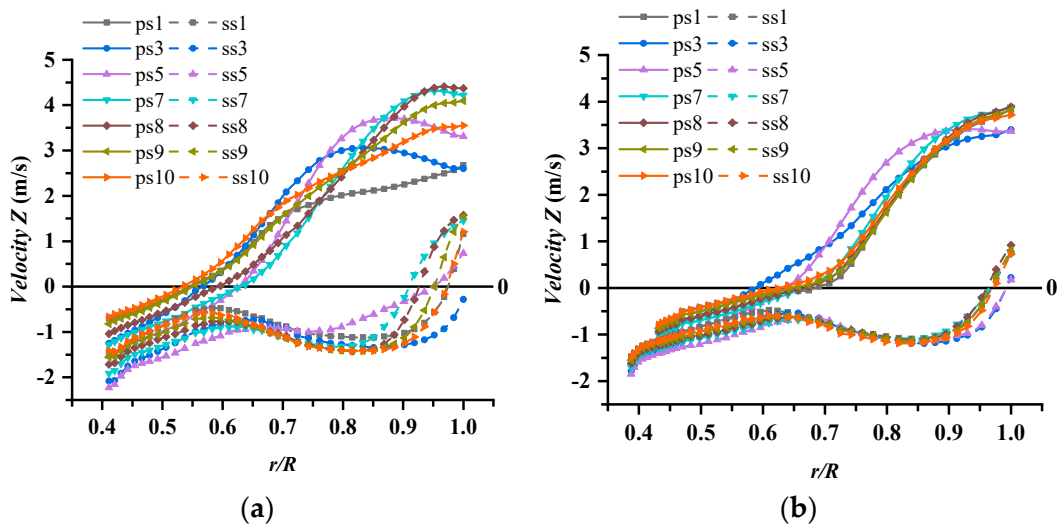 ps1 ss1
ps3 ss3
ps5 ss5
ps7 ss7
ps8 ss8
ps9 ss9
ps10 ss10
5
4
3
2
1
0
-1
-2
Velocity Z (m/s)
0
0.4 0.5 0.6 0.7 0.8 0.9 1.0
r/R
(a)
ps1 ss1
ps3 ss3
ps5 ss5
ps7 ss7
ps8 ss8
ps9 ss9
ps10 ss10
5
4
3
2
1
0
-1
-2
Velocity Z (m/s)
0
0.4 0.5 0.6 0.7 0.8 0.9 1.0
r/R
(b)